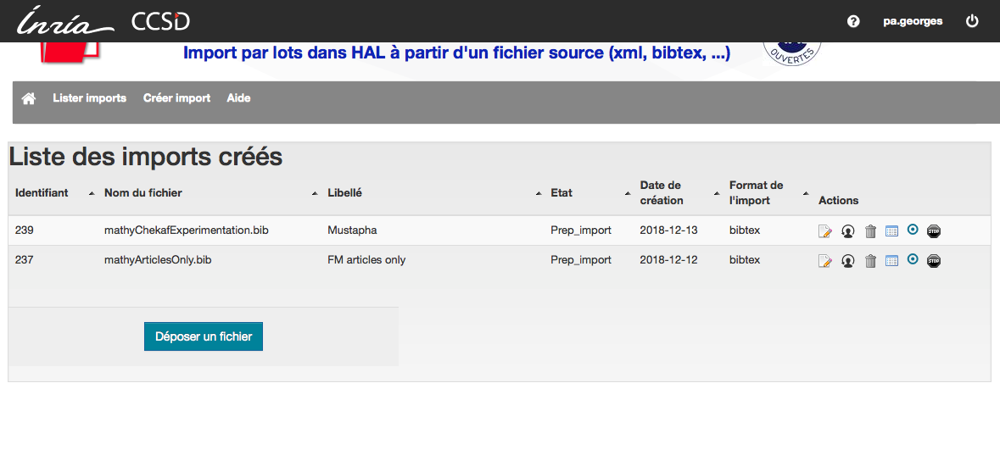 Inria CCSD pa.georges
Import par lots dans HAL à partir d'un fichier source (xml, bibtex, ...)
OUVERTES
Lister imports Créer import Aide
Liste des imports créés
Identifiant Nom du fichier Libellé Etat Date de création Format de l'import Actions
239 mathyChekafExperimentation.bib Mustapha Prep_import 2018-12-13 bibtex STOP
237 mathyArticlesOnly.bib FM articles only Prep_import 2018-12-12 bibtex STOP
Déposer un fichier